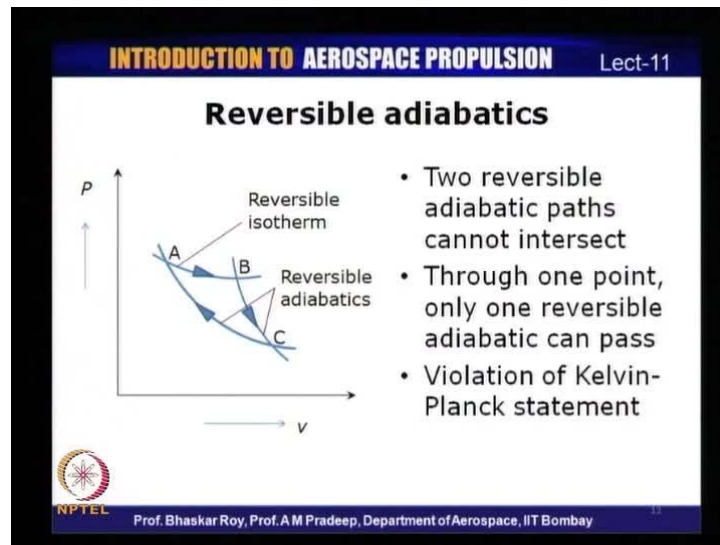 INTRODUCTION TO AEROSPACE PROPULSION
Lect-11
Reversible adiabatics
P
Reversible
isotherm
A
B
Reversible
adiabatics
C
v
• Two reversible
adiabatic paths
cannot intersect
• Through one point,
only one reversible
adiabatic can pass
• Violation of Kelvin-
Planck statement
NPTEL
Prof. Bhaskar Roy, Prof. A M Pradeep, Department of Aerospace, IIT Bombay